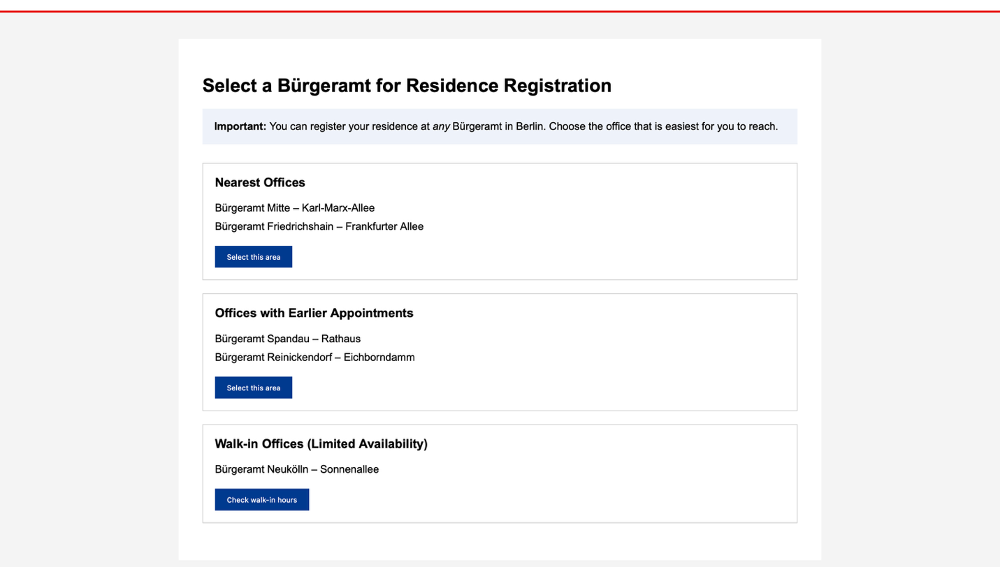 Select a Bürgeramt for Residence Registration
Important: You can register your residence at any Bürgeramt in Berlin. Choose the office that is easiest for you to reach.
Nearest Offices
Bürgeramt Mitte – Karl-Marx-Allee
Bürgeramt Friedrichshain – Frankfurter Allee
Select this area
Offices with Earlier Appointments
Bürgeramt Spandau – Rathaus
Bürgeramt Reinickendorf – Eichborndamm
Select this area
Walk-in Offices (Limited Availability)
Bürgeramt Neukölln – Sonnenallee
Check walk-in hours